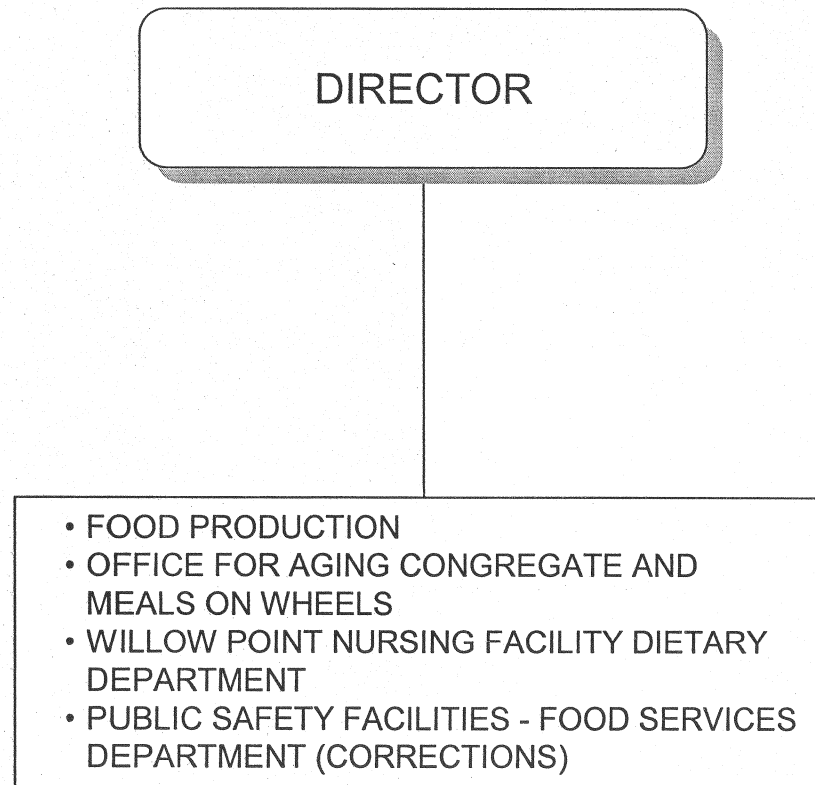 DIRECTOR
• FOOD PRODUCTION
• OFFICE FOR AGING CONGREGATE AND
MEALS ON WHEELS
• WILLOW POINT NURSING FACILITY DIETARY
DEPARTMENT
• PUBLIC SAFETY FACILITIES - FOOD SERVICES
DEPARTMENT (CORRECTIONS)